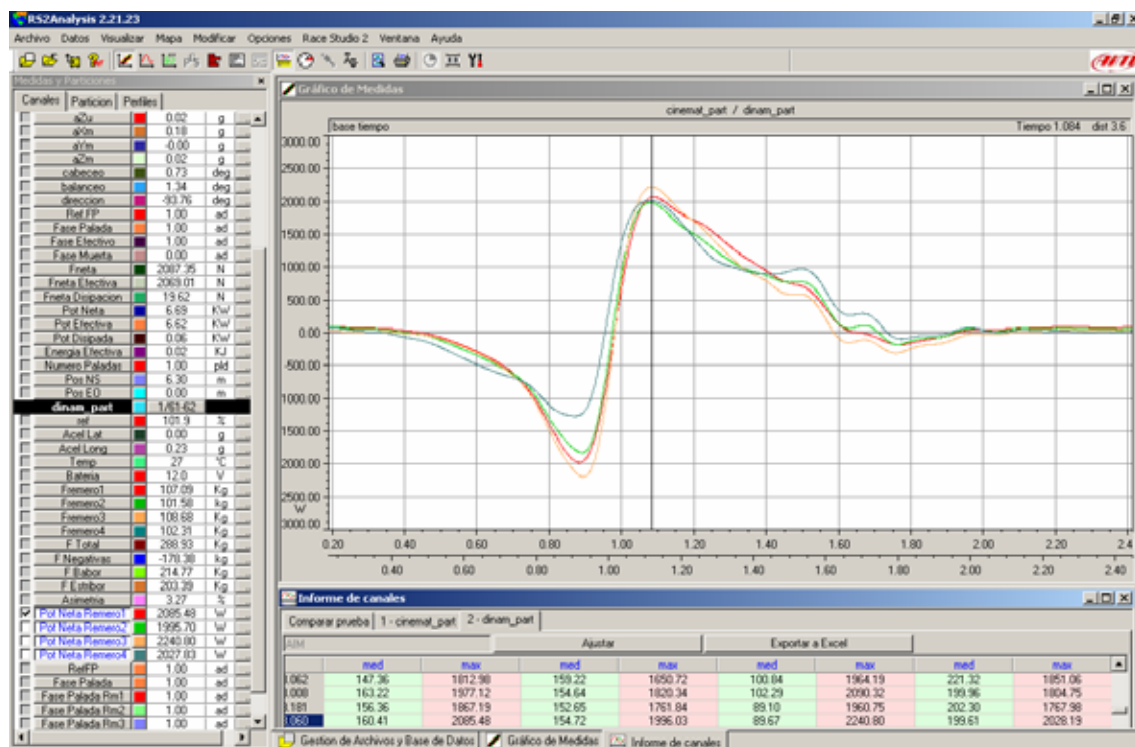 RS2Analysis 2.21.23
Archivo Datos Visualizar Mapa Modificar Opciones Race Studio 2 Ventana Ayuda
Medidas y Particiones
Canales Particion Perfiles
aZu 0.02 g
aXm 0.18 g
aYm -0.00 g
aZm 0.02 g
cabeceo 0.73 deg
balanceo 1.34 deg
direccion -93.76 deg
Ref.FP 1.00 ad
Fase Palada 1.00 ad
Fase Efectivo 1.00 ad
Fase Muerta 0.00 ad
Fneta 2087.35 N
Fneta Efectiva 2069.01 N
Fneta Disipacion 19.62 N
Pot Neta 6.69 KW
Pot Efectiva 6.62 KW
Pot Disipada 0.06 KW
Energia Efectiva 0.02 KJ
Numero Paladas 1.00 pld
Pos NS 6.30 m
Pos EO 0.00 m
dinam_part 1/61-62
ref 101.9 %
Acel Lat 0.00 g
Acel Long 0.23 g
Temp 27 °C
Bateria 12.0 V
Fremero1 107.09 Kg
Fremero2 101.58 kg
Fremero3 108.68 Kg
Fremero4 102.31 Kg
F Total 288.93 Kg
F Negativas -178.38 kg
F Babor 214.77 Kg
F Estribor 203.39 Kg
Asimetria 3.27 %
Pot Neta Remero1 2085.48 W
Pot Neta Remero2 1995.70 W
Pot Neta Remero3 2240.80 W
Pot Neta Remero4 2027.83 W
RefFP 1.00 ad
Fase Palada 1.00 ad
Fase Palada Rm1 1.00 ad
Fase Palada Rm2 1.00 ad
Fase Palada Rm3 1.00 ad
Gráfico de Medidas
cinemat_part / dinam_part
base tiempo Tiempo 1.084 dist 3.6
3000.00
2500.00
2000.00
1500.00
1000.00
500.00
0.00
-500.00
1000.00
1500.00
2000.00
2500.00
W
3000.00
0.20 0.40 0.60 0.80 1.00 1.20 1.40 1.60 1.80 2.00 2.20 2.4
0.40 0.60 0.80 1.00 1.20 1.40 1.60 1.80 2.00 2.20 2.40
Informe de canales
Comparar prueba 1 - cinemat_part 2 - dinam_part
AIM Ajustar Exportar a Excel
med max med max med max med max
.062 147.36 1812.98 159.22 1650.72 100.84 1964.19 221.32 1851.06
.008 163.22 1977.12 154.64 1820.34 102.29 2090.32 199.96 1804.75
.181 156.36 1867.19 152.65 1761.84 89.10 1960.75 202.30 1767.98
.060 160.41 2085.48 154.72 1996.03 89.67 2240.80 199.61 2028.19
Gestion de Archivos y Base de Datos Gráfico de Medidas Informe de canales